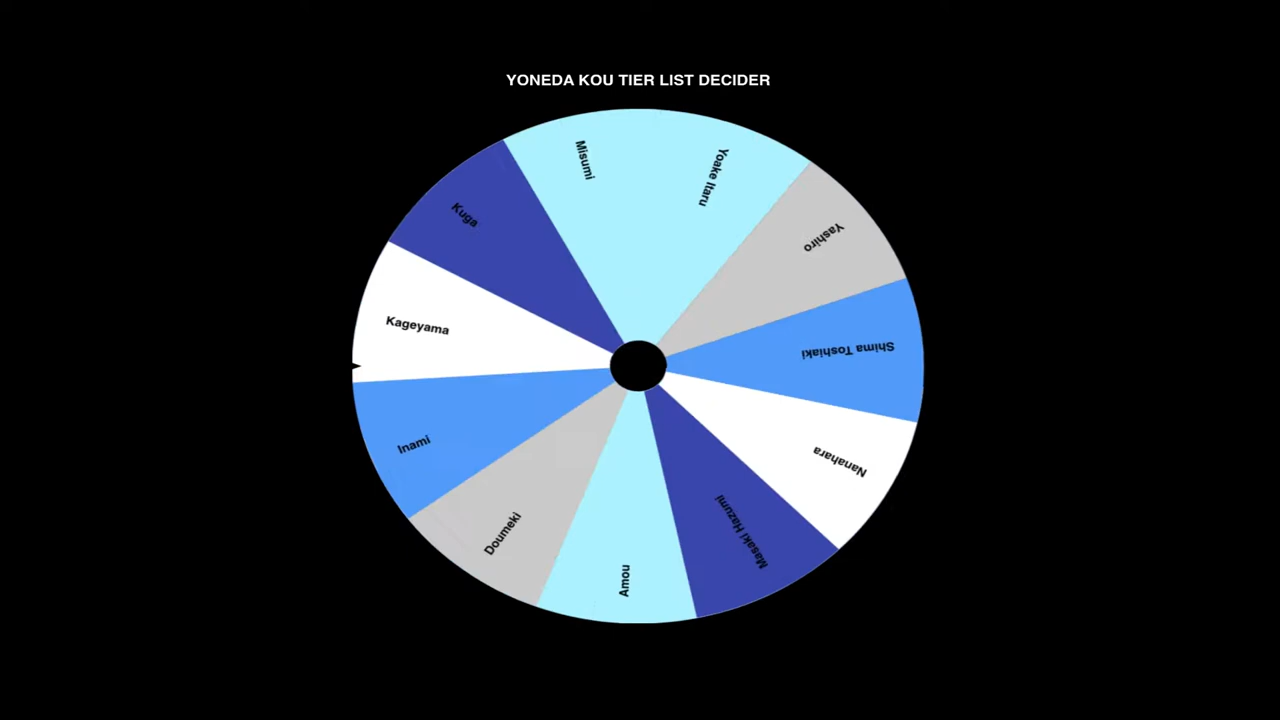 YONEDA KOU TIER LIST DECIDER
Misumi
Yoake Itaru
Yashiro
Shima Toshiaki
Nanahara
Masaki Hazumi
Amou
Doumeki
Inami
Kageyama
Kuga